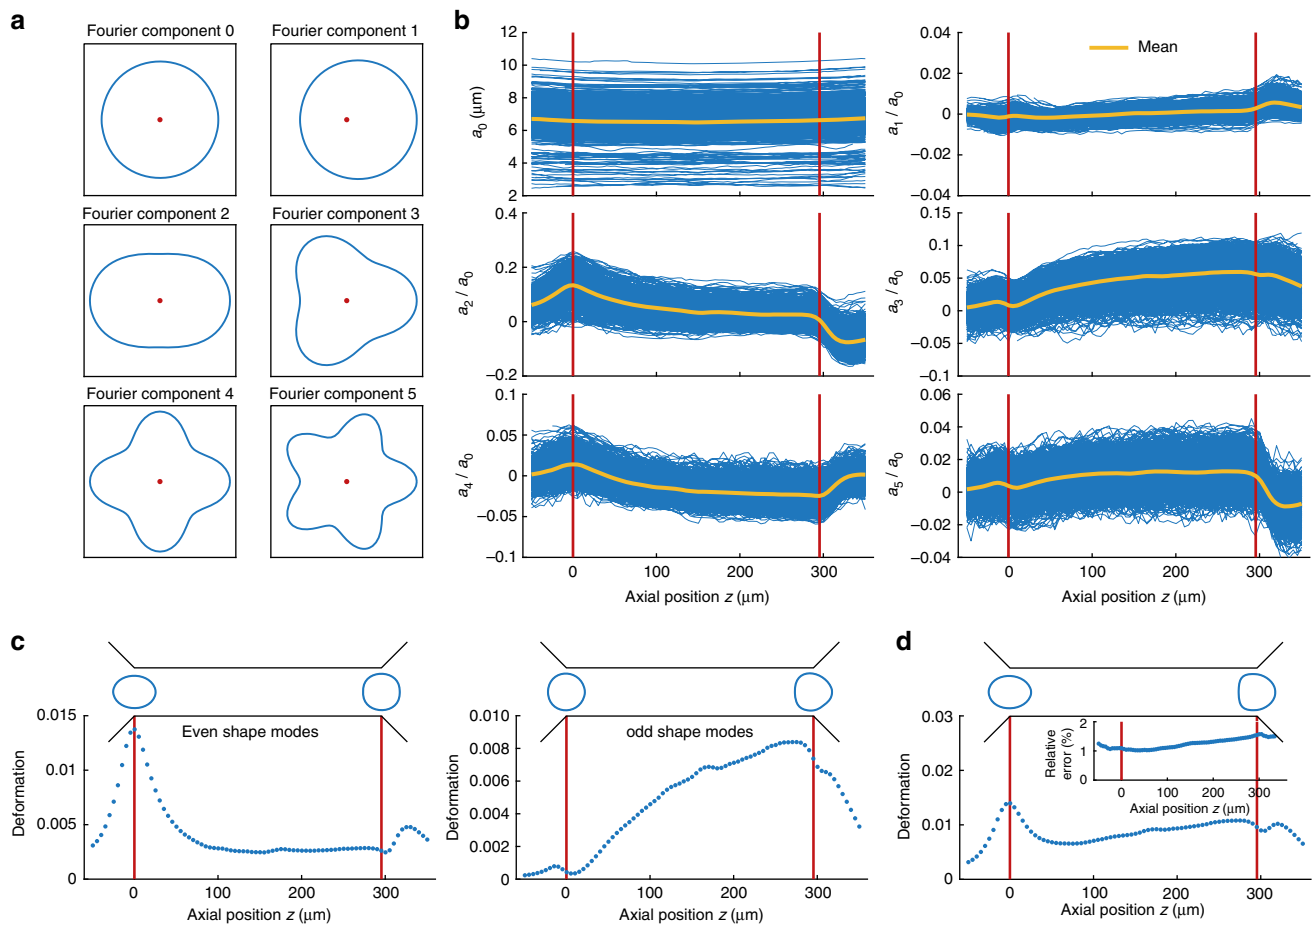 a
Fourier component 0
Fourier component 1
Fourier component 2
Fourier component 3
Fourier component 4
Fourier component 5
b
12
10
8
6
4
2
a0 (μm)
Mean
0.04
0.02
0
−0.02
−0.04
a1 / a0
0.4
0.2
0
−0.2
a2 / a0
0.15
0.10
0.05
0
−0.05
−0.1
a3 / a0
0.1
0.05
0
−0.05
−0.1
a4 / a0
0 100 200 300
Axial position z (μm)
0.06
0.04
0.02
0
−0.02
−0.04
a5 / a0
0 100 200 300
Axial position z (μm)
c
0.015
0.01
0.005
0
Deformation
Even shape modes
0 100 200 300
Axial position z (μm)
0.010
0.008
0.006
0.004
0.002
0
Deformation
odd shape modes
0 100 200 300
Axial position z (μm)
d
0.03
0.02
0.01
0
Deformation
2
1
0
Relative
error (%)
0 100 200 300
Axial position z (μm)
0 100 200 300
Axial position z (μm)